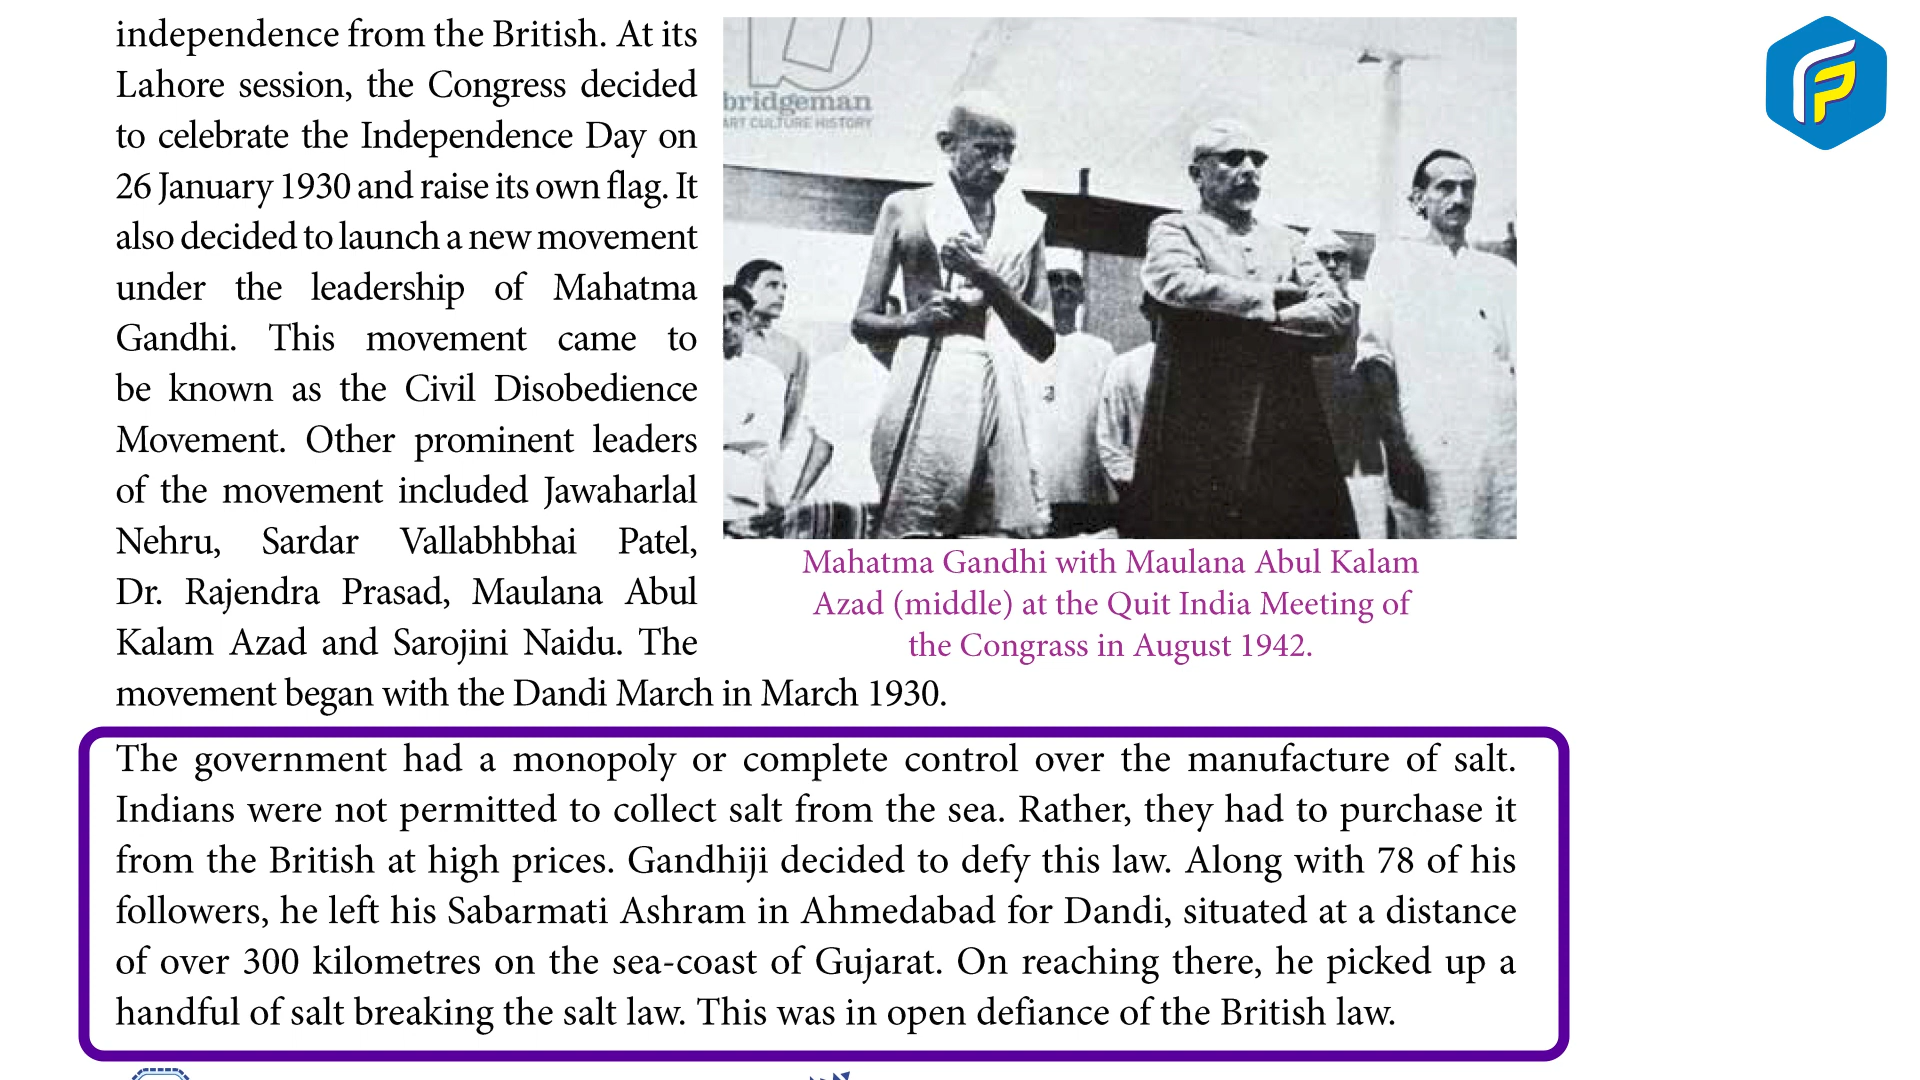 independence from the British. At its
Lahore session, the Congress decided
to celebrate the Independence Day on
26 January 1930 and raise its own flag. It
also decided to launch a new movement
under the leadership of Mahatma
Gandhi. This movement came to
be known as the Civil Disobedience
Movement. Other prominent leaders
of the movement included Jawaharlal
Nehru, Sardar Vallabhbhai Patel,
Dr. Rajendra Prasad, Maulana Abul
Kalam Azad and Sarojini Naidu. The
movement began with the Dandi March in March 1930.
bridgeman
ART CULTURE HISTORY
Mahatma Gandhi with Maulana Abul Kalam
Azad (middle) at the Quit India Meeting of
the Congrass in August 1942.
The government had a monopoly or complete control over the manufacture of salt.
Indians were not permitted to collect salt from the sea. Rather, they had to purchase it
from the British at high prices. Gandhiji decided to defy this law. Along with 78 of his
followers, he left his Sabarmati Ashram in Ahmedabad for Dandi, situated at a distance
of over 300 kilometres on the sea-coast of Gujarat. On reaching there, he picked up a
handful of salt breaking the salt law. This was in open defiance of the British law.